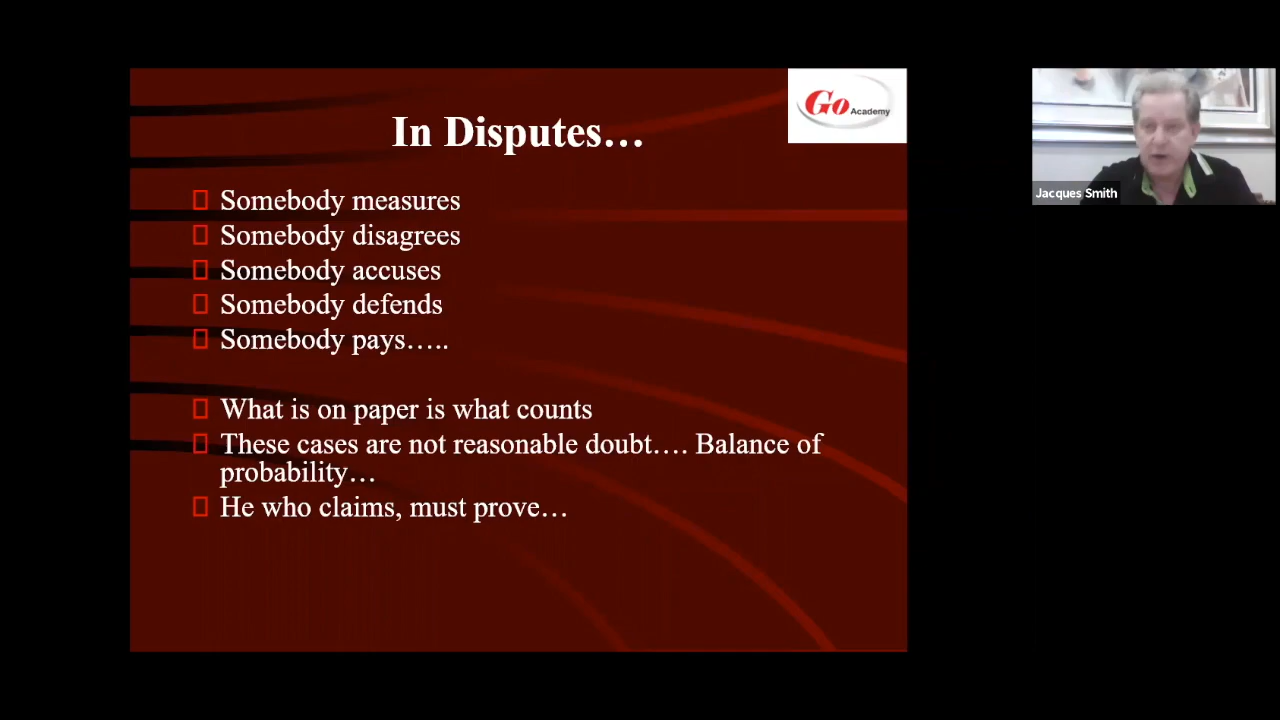 In Disputes…
Go Academy
Somebody measures
Somebody disagrees
Somebody accuses
Somebody defends
Somebody pays…..
What is on paper is what counts
These cases are not reasonable doubt…. Balance of
probability…
He who claims, must prove…
Jacques Smith